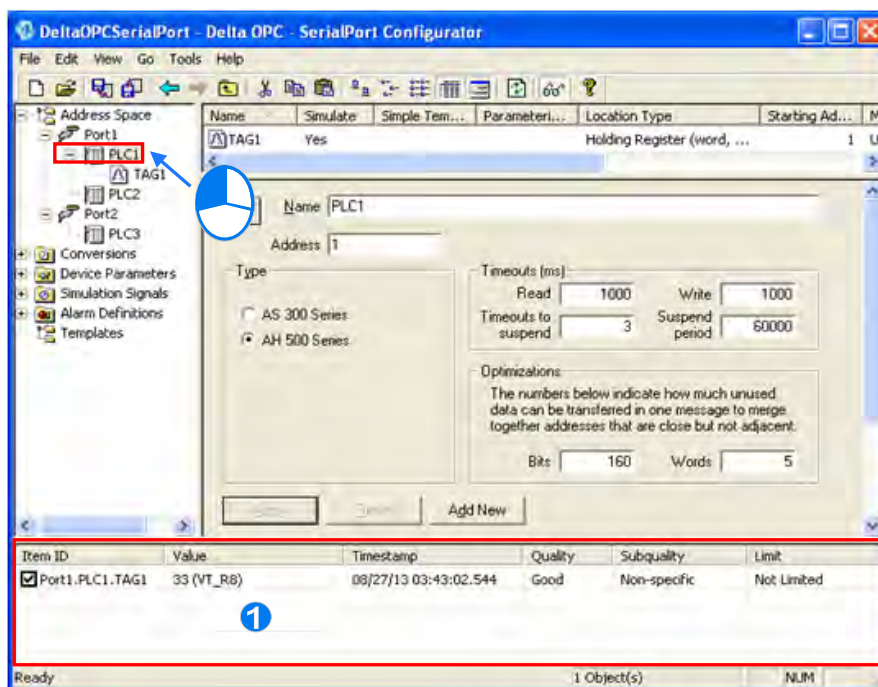 DeltaOPCSerialPort - Delta OPC - SerialPort Configurator
File Edit View Go Tools Help
Address Space
Port1
PLC1
TAG1
PLC2
Port2
PLC3
Conversions
Device Parameters
Simulation Signals
Alarm Definitions
Templates
Name Simulate Simple Tem... Parameteri... Location Type Starting Ad... M
TAG1 Yes Holding Register (word, ... 1 U
Name PLC1
Address 1
Type
AS 300 Series
AH 500 Series
Timeouts (ms)
Read 1000 Write 1000
Timeouts to suspend 3 Suspend period 60000
Optimizations
The numbers below indicate how much unused
data can be transferred in one message to merge
together addresses that are close but not adjacent.
Bits 160 Words 5
Add New
Item ID Value Timestamp Quality Subquality Limit
Port1.PLC1.TAG1 33 (VT_R8) 08/27/13 03:43:02.544 Good Non-specific Not Limited
1
Ready 1 Object(s) NUM